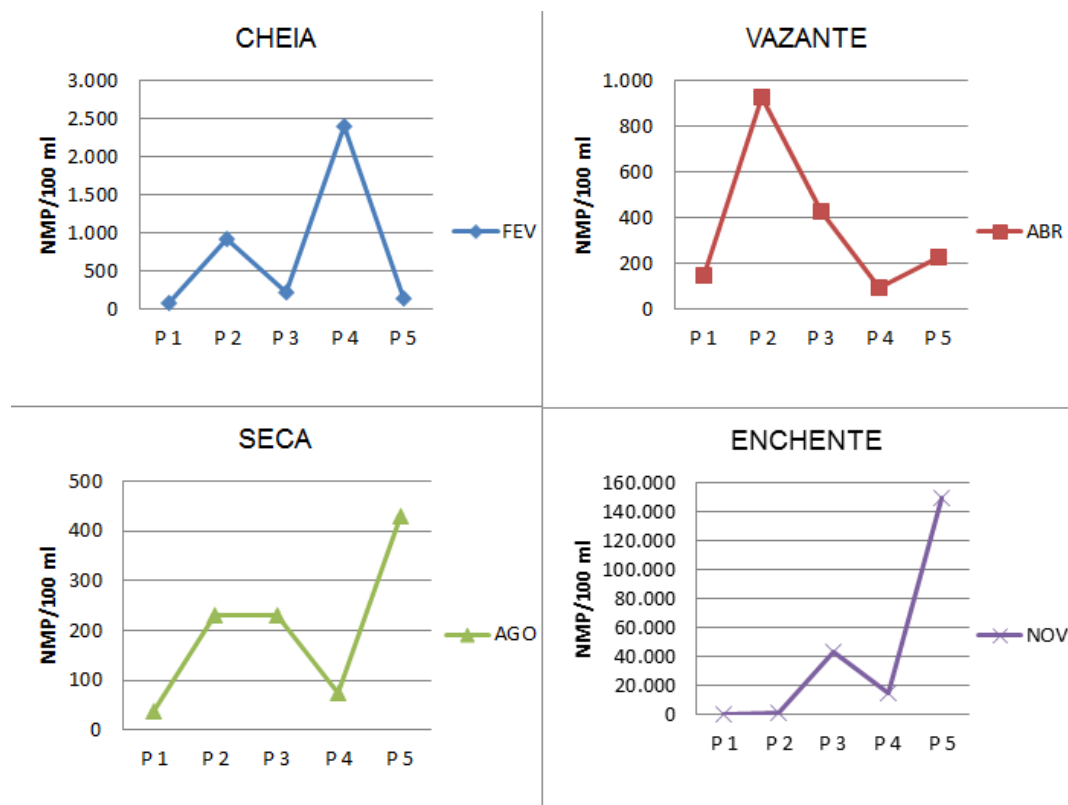 CHEIA
NMP/100 ml
3.000
2.500
2.000
1.500
1.000
500
0
P 1 P 2 P 3 P 4 P 5
FEV
VAZANTE
NMP/100 ml
1.000
800
600
400
200
0
P 1 P 2 P 3 P 4 P 5
ABR
SECA
NMP/100 ml
500
400
300
200
100
0
P 1 P 2 P 3 P 4 P 5
AGO
ENCHENTE
NMP/100 ml
160.000
140.000
120.000
100.000
80.000
60.000
40.000
20.000
0
P 1 P 2 P 3 P 4 P 5
NOV